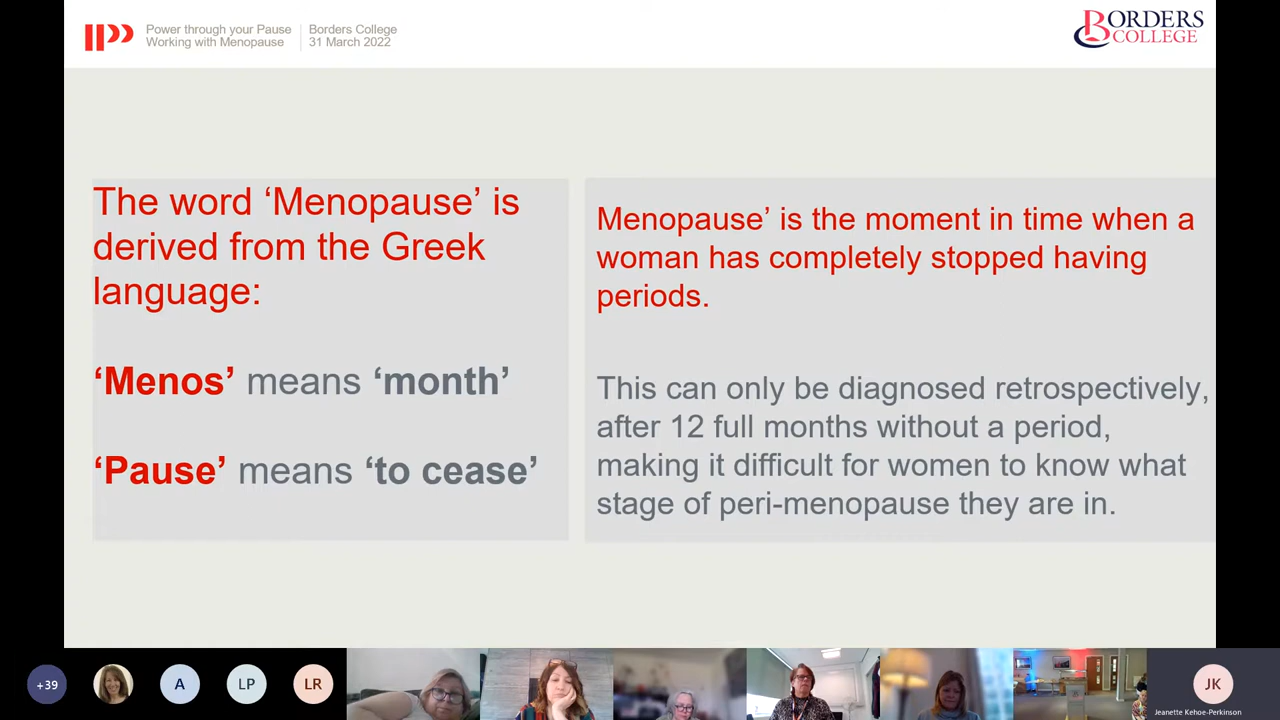 Power through your Pause
Working with Menopause
Borders College
31 March 2022
BORDERS
COLLEGE
The word ‘Menopause’ is
derived from the Greek
language:
‘Menos’ means ‘month’
‘Pause’ means ‘to cease’
Menopause’ is the moment in time when a
woman has completely stopped having
periods.
This can only be diagnosed retrospectively,
after 12 full months without a period,
making it difficult for women to know what
stage of peri-menopause they are in.
+39
A
LP
LR
JK
Jeanette Kehoe-Perkinson